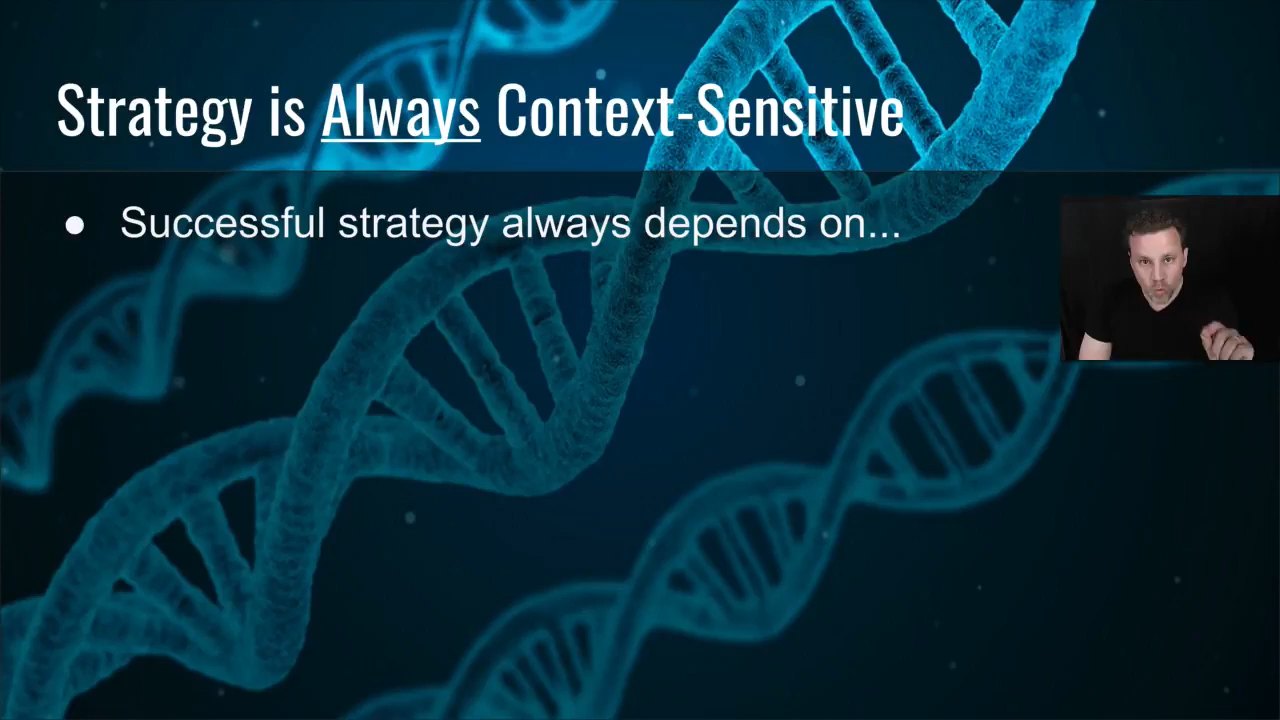 Strategy is Always Context-Sensitive
● Successful strategy always depends on...